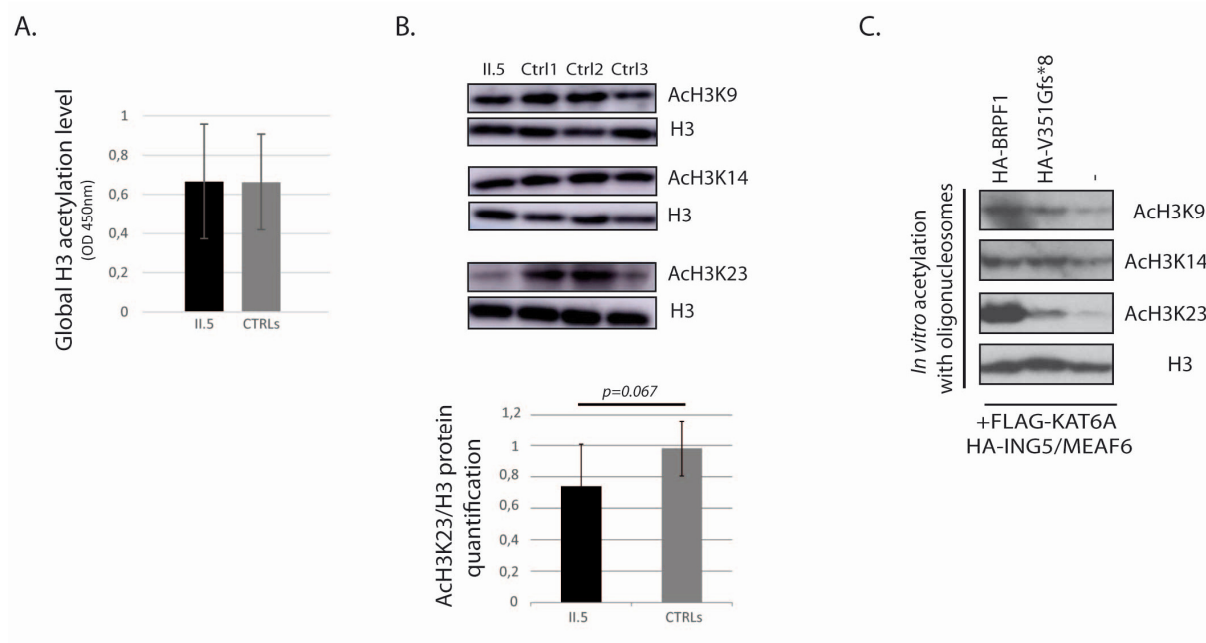 A.
Global H3 acetylation level
(OD 450nm)
1
0,8
0,6
0,4
0,2
0
II.5 CTRLs
B.
II.5 Ctrl1 Ctrl2 Ctrl3
AcH3K9
H3
AcH3K14
H3
AcH3K23
H3
p=0.067
AcH3K23/H3 protein
quantification
1,2
1
0,8
0,6
0,4
0,2
0
II.5 CTRLs
C.
HA-BRPF1
HA-V351Gfs*8
-
In vitro acetylation
with oligonucleosomes
AcH3K9
AcH3K14
AcH3K23
H3
+FLAG-KAT6A
HA-ING5/MEAF6